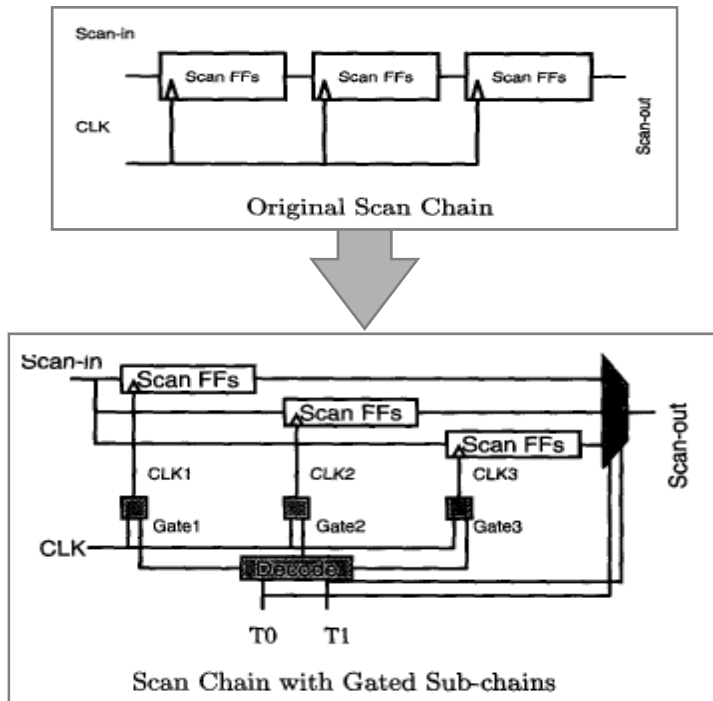 Scan-in
Scan FFs Scan FFs Scan FFs
CLK
Scan-out
Original Scan Chain
Scan-in
Scan FFs
Scan FFs
Scan FFs
Scan-out
CLK1 CLK2 CLK3
Gate1 Gate2 Gate3
CLK
Decode
T0 T1
Scan Chain with Gated Sub-chains